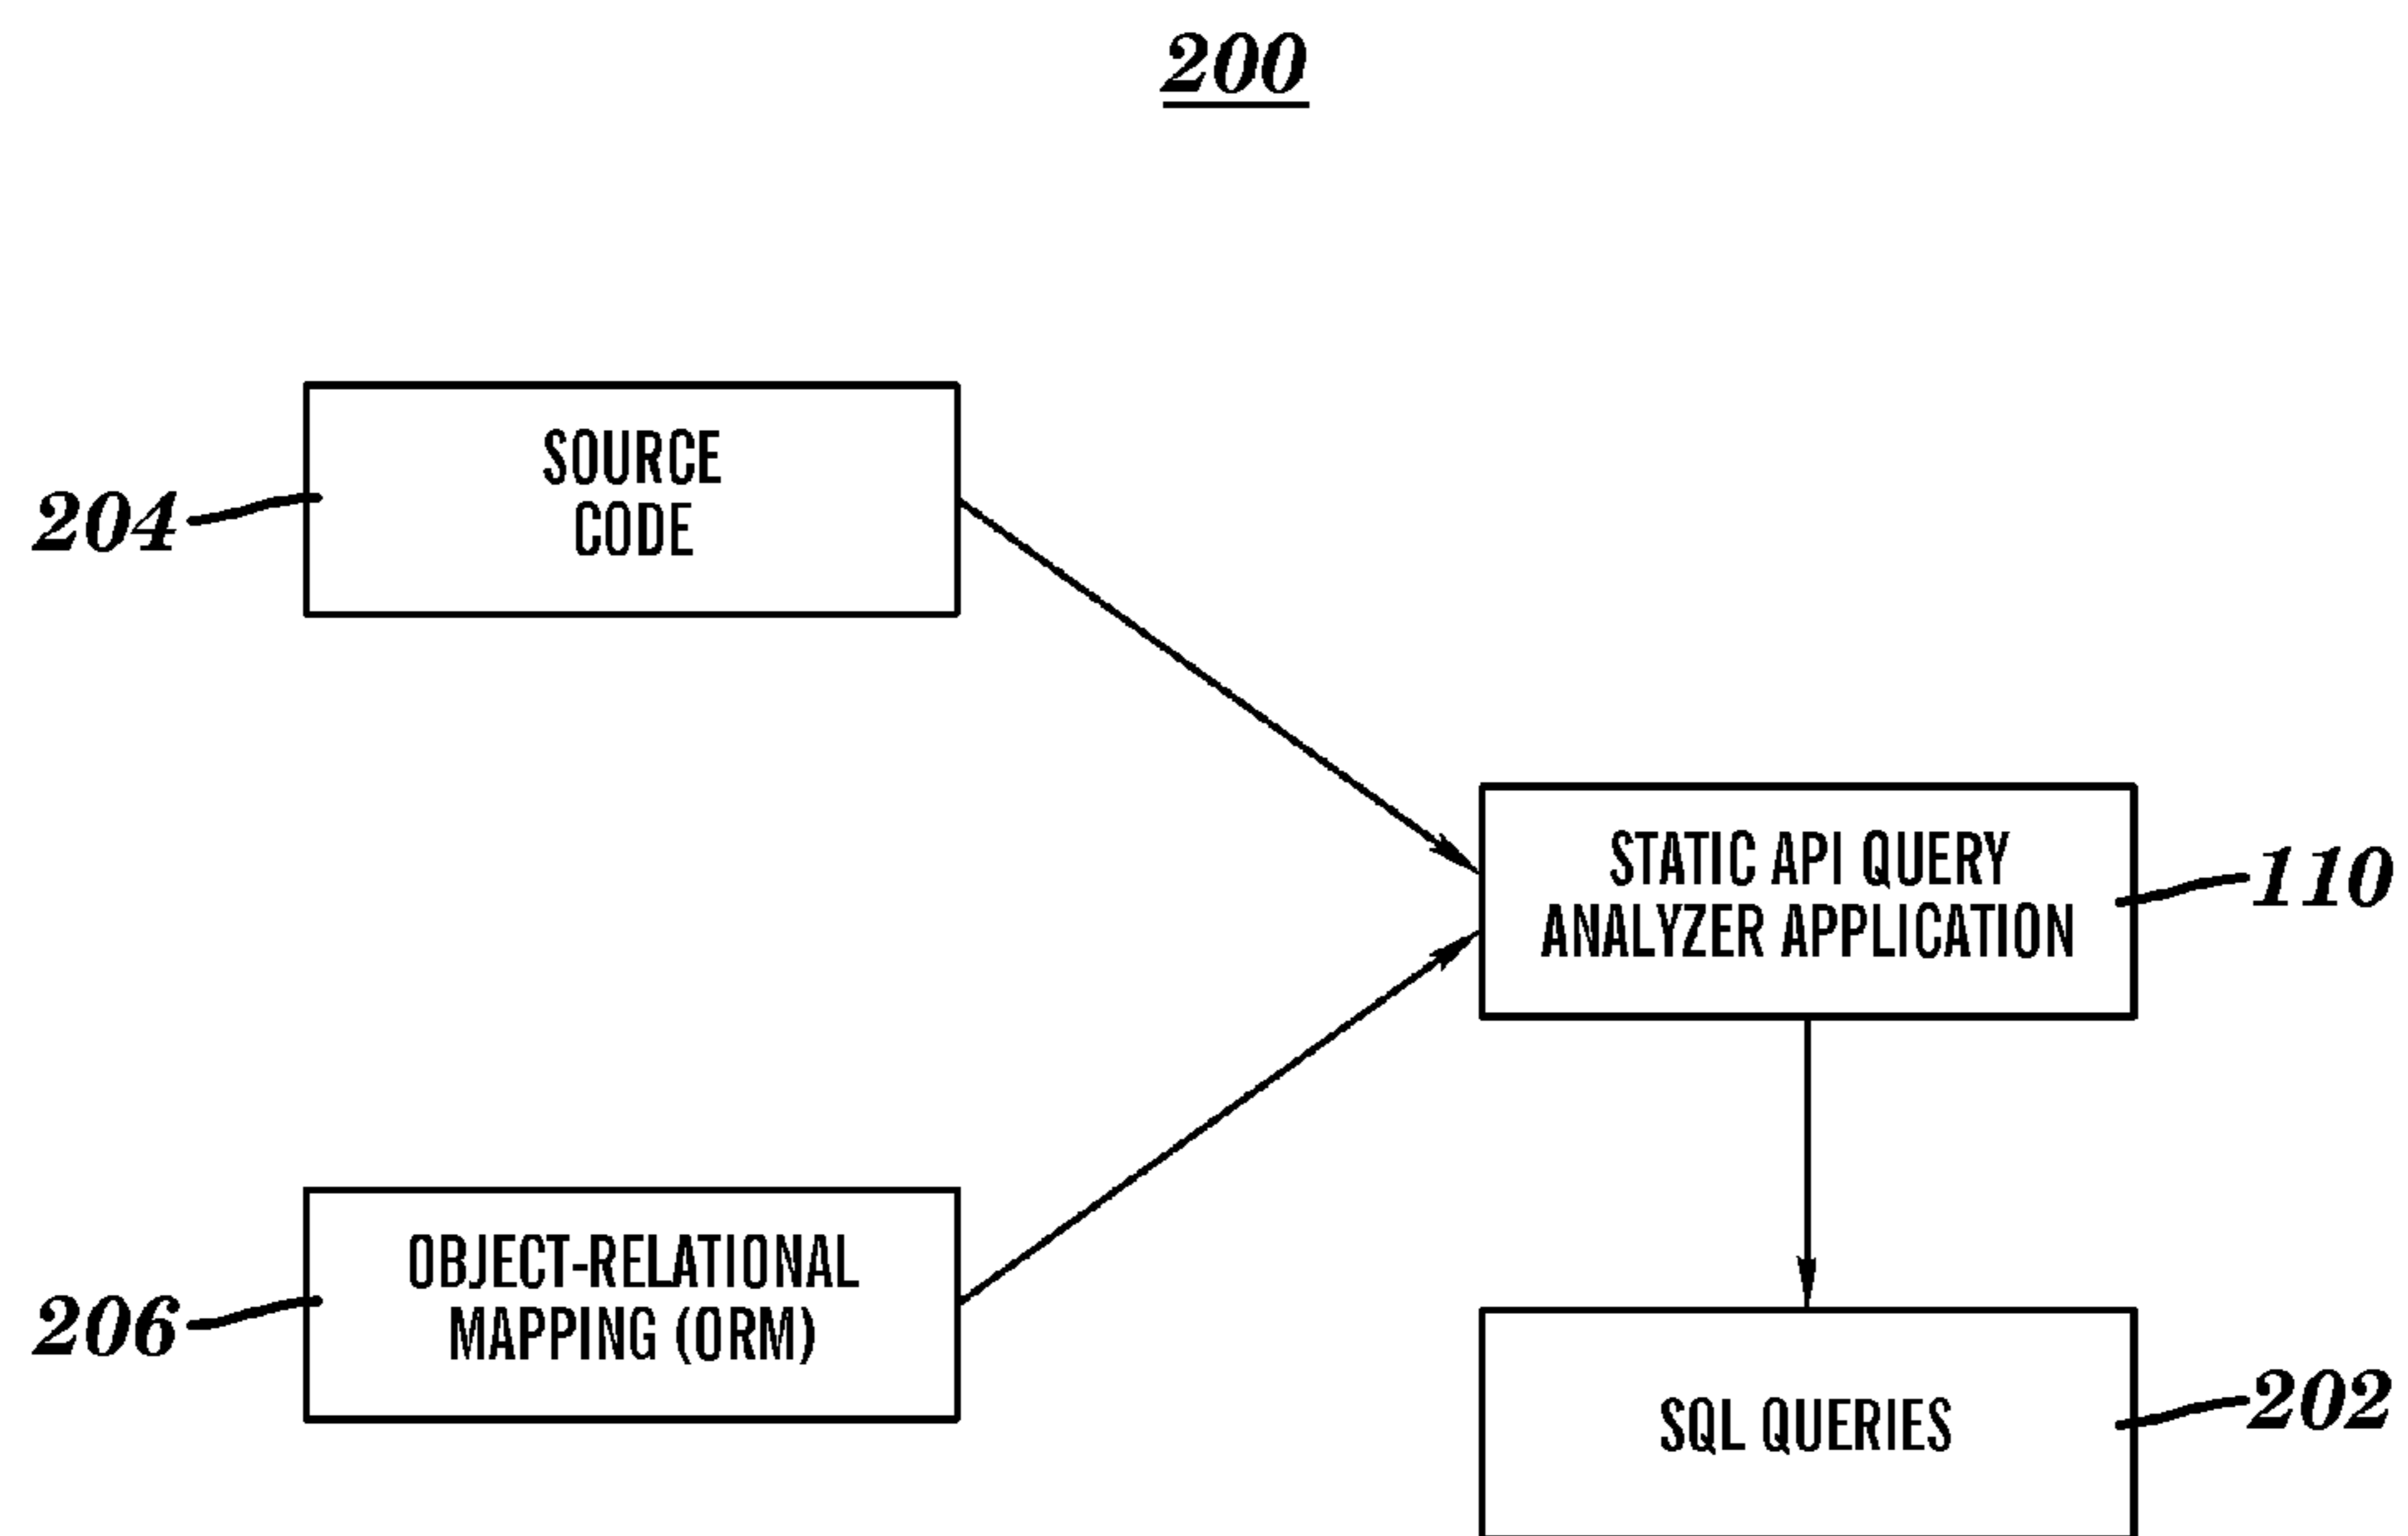 200
SOURCE
CODE
204
STATIC API QUERY
ANALYZER APPLICATION
110
OBJECT-RELATIONAL
MAPPING (ORM)
206
SQL QUERIES
202